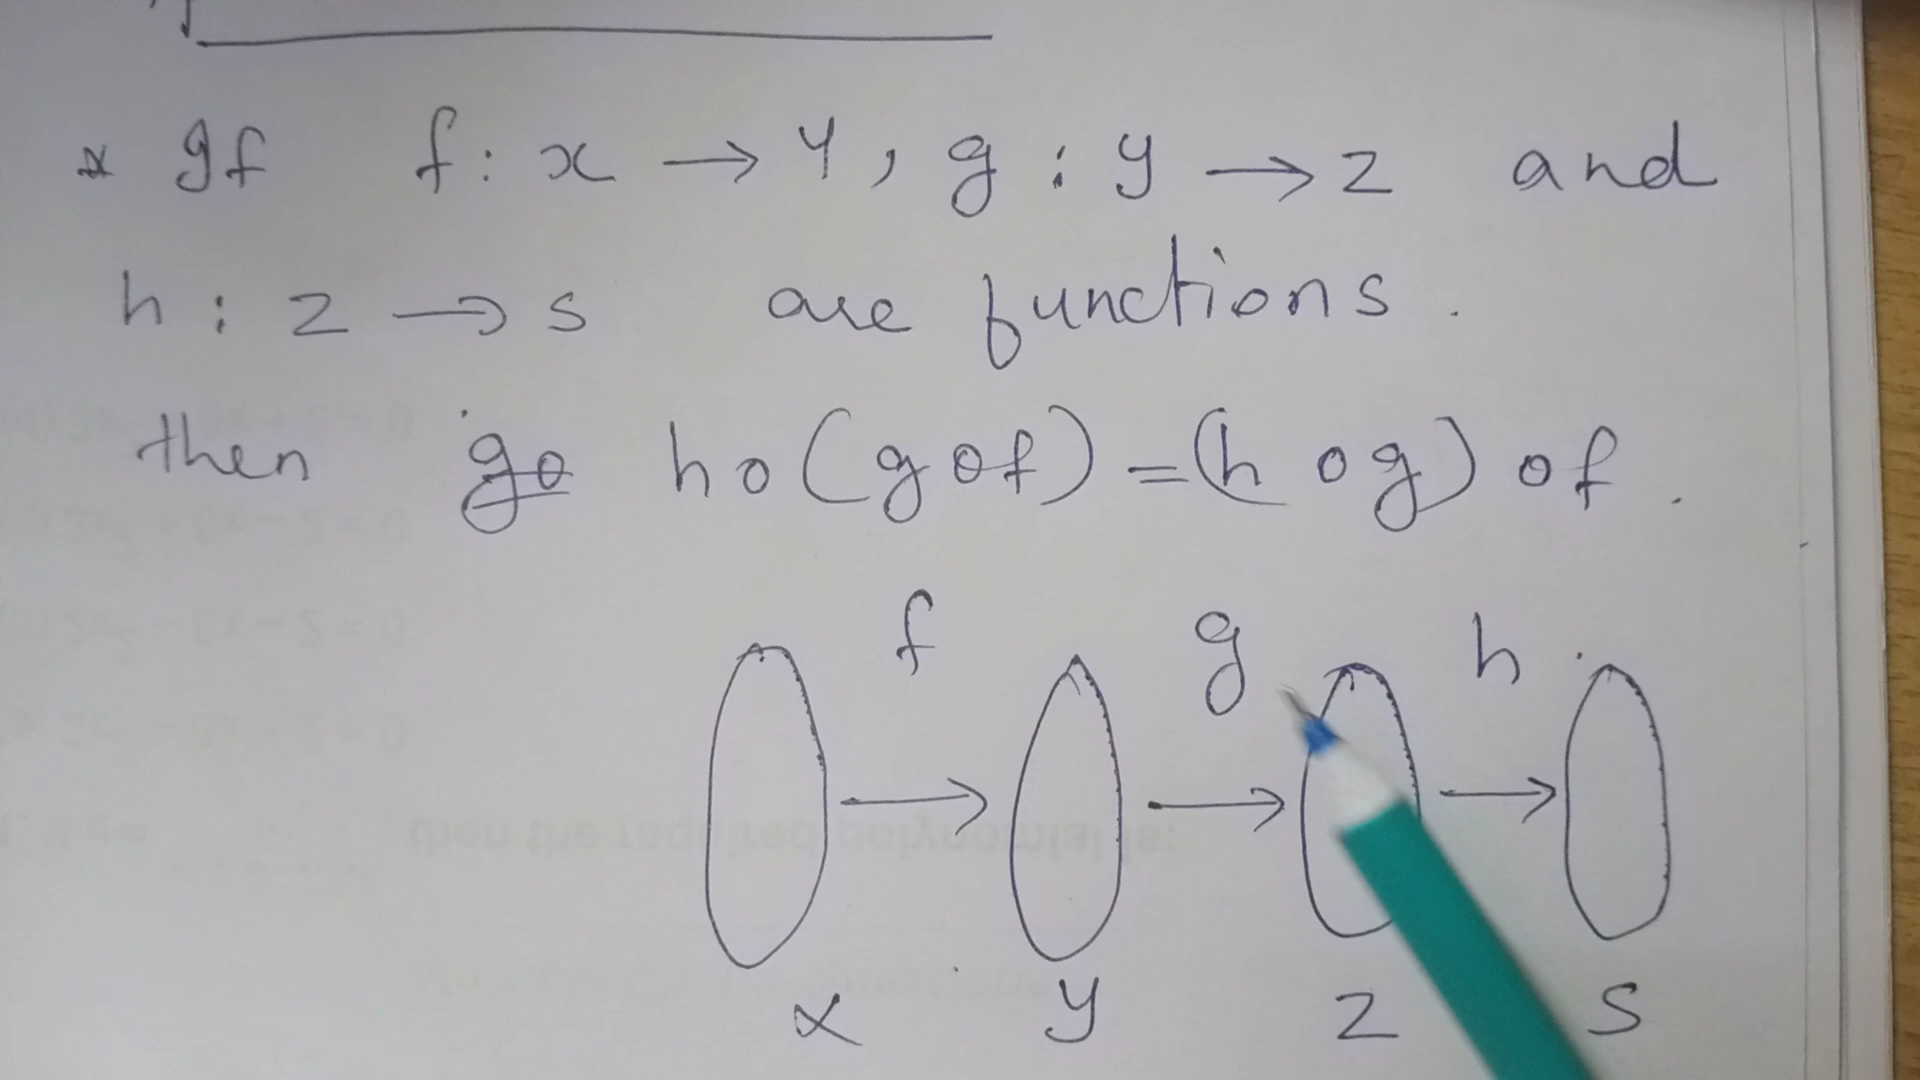 * If f : x → y, g : y → z and
h : z → s are functions.
then go ho(gof) = (hog) of.
f g h
x y z s